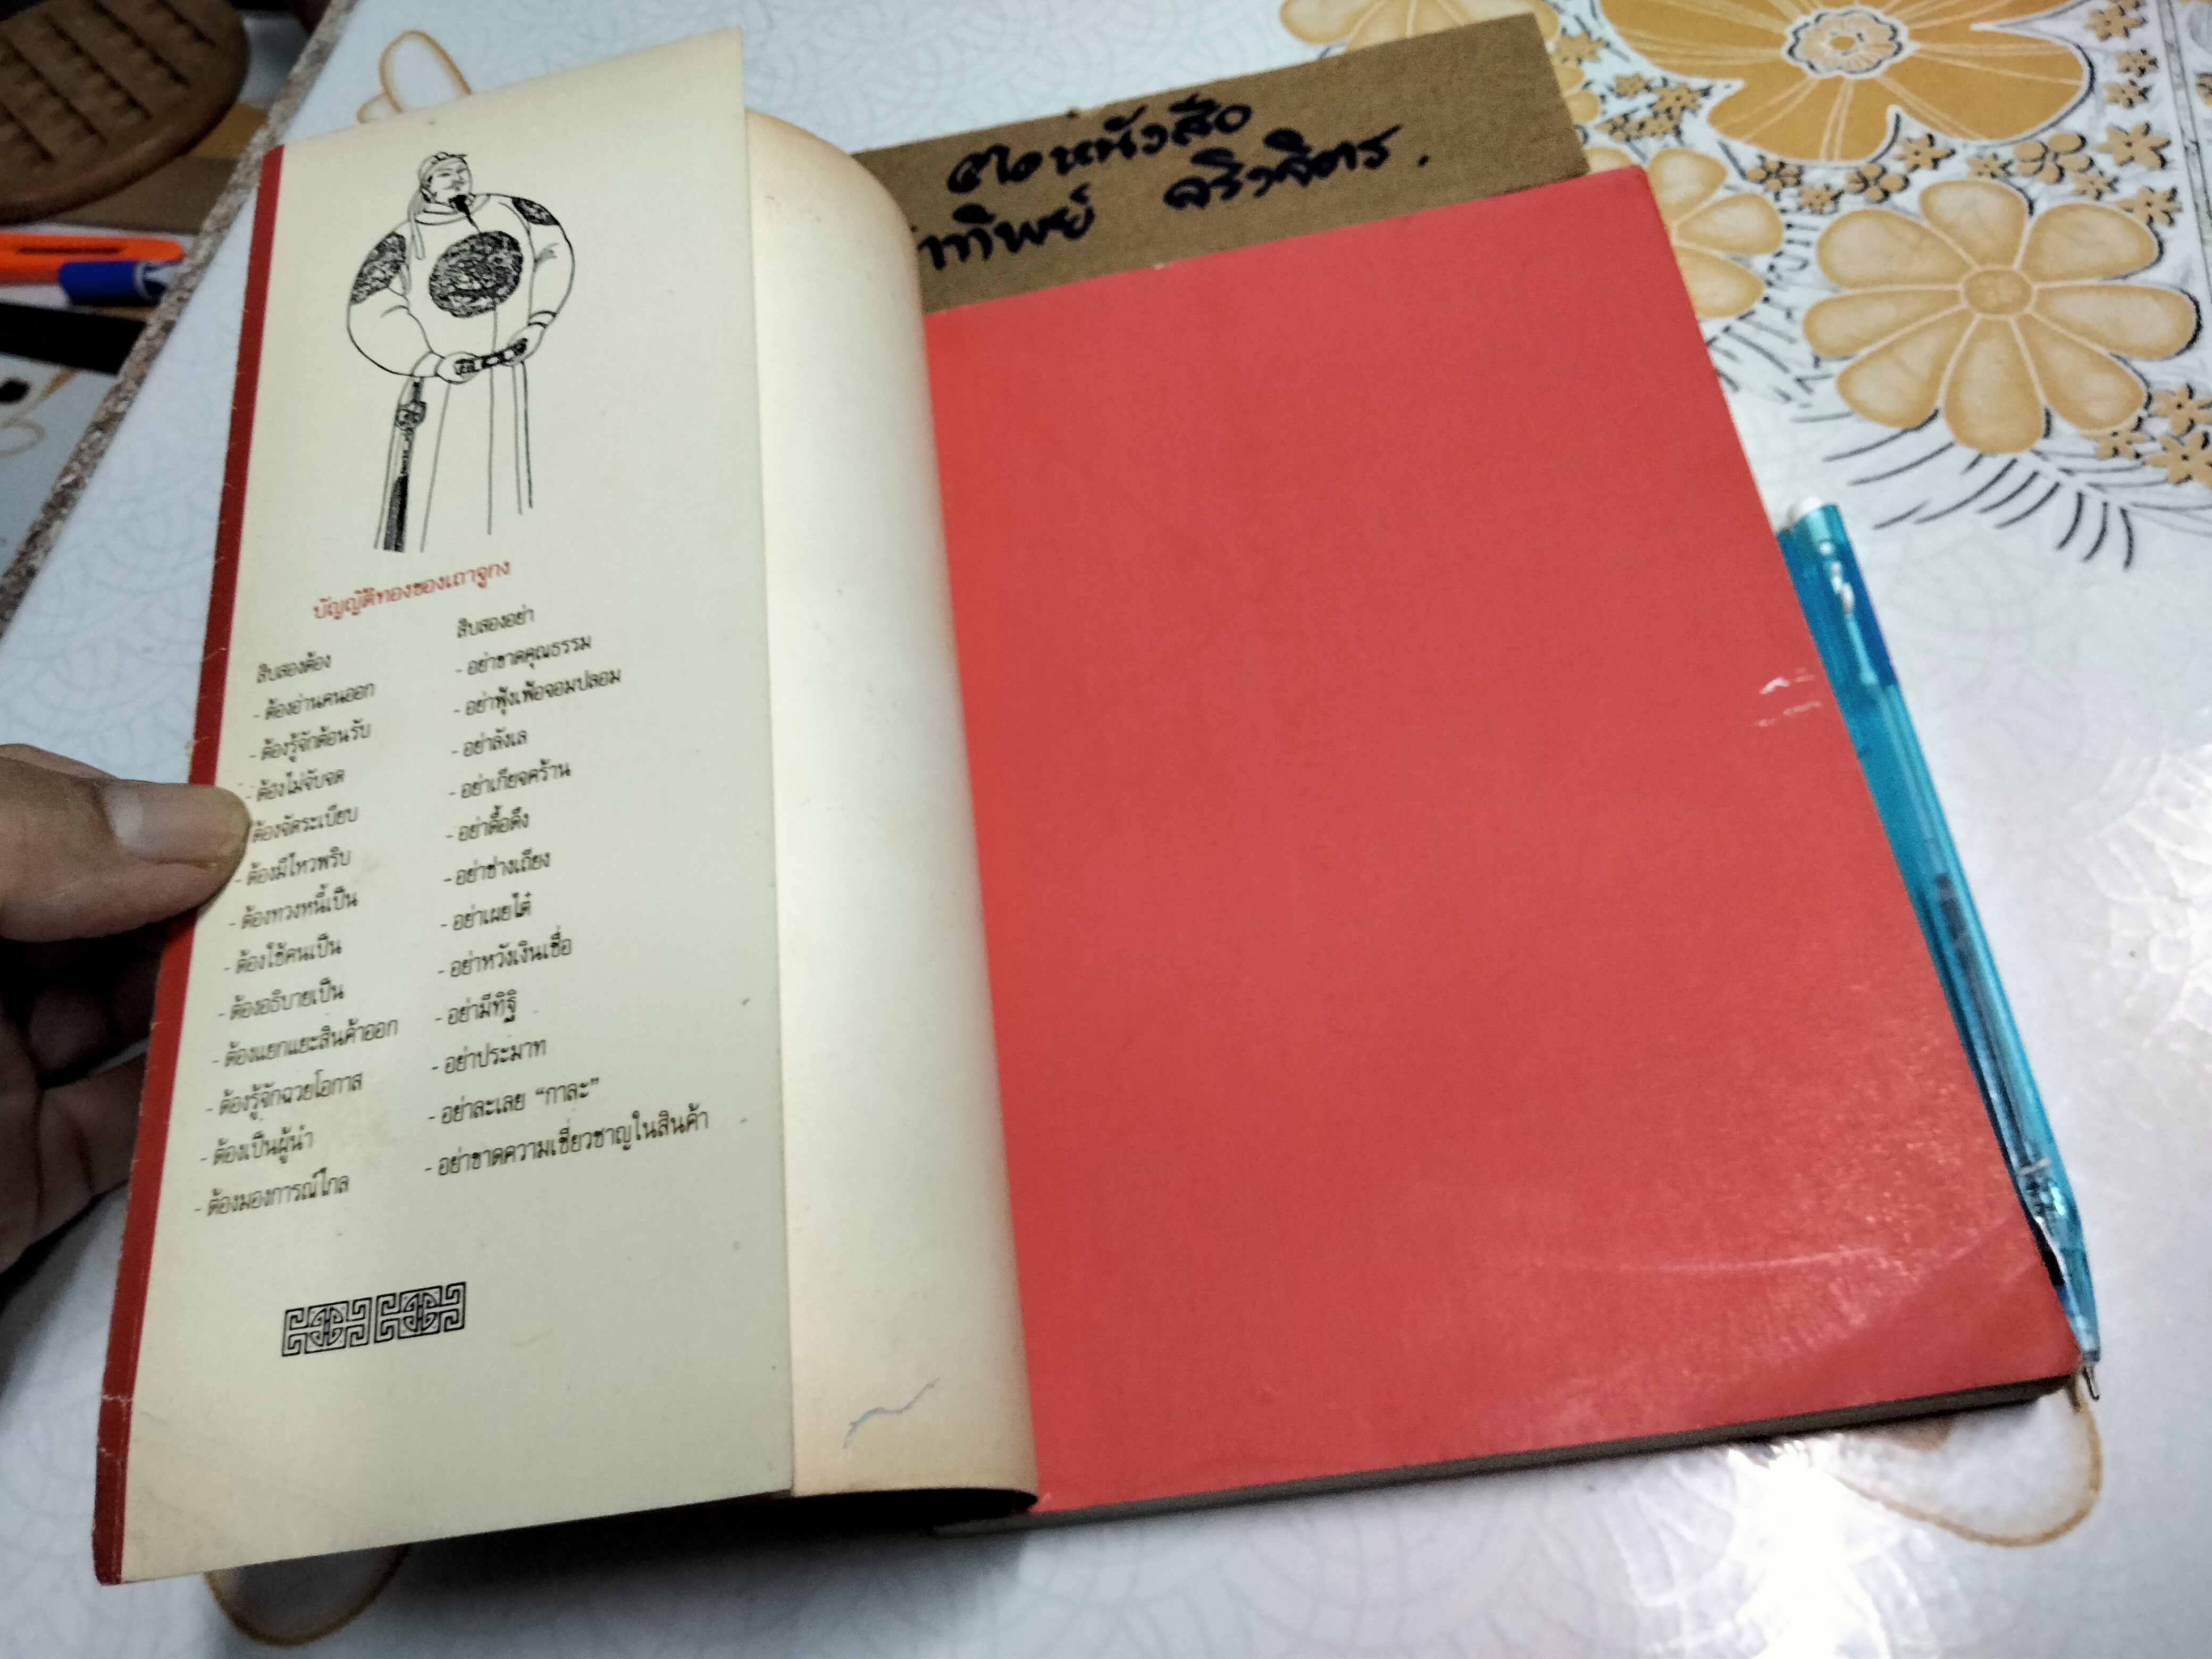 หนังสือ
ทิพย์ จริงจิตร.
บัญญัติทองของเถาจูกง
สิบสองต้อง
- ต้องอ่านคนออก
- ต้องรู้จักต้อนรับ
- ต้องไม่จับจด
ต้องจัดระเบียบ
- ต้องมีไหวพริบ
- ต้องทวงหนี้เป็น
- ต้องใช้คนเป็น
- ต้องอธิบายเป็น
- ต้องแยกแยะสินค้าออก
- ต้องรู้จักฉวยโอกาส
- ต้องเป็นผู้นำ
- ต้องมองการณ์ไกล
สิบสองอย่า
- อย่าขาดคุณธรรม
- อย่าฟุ้งเฟ้อจอมปลอม
- อย่าลังเล
- อย่าเกียจคร้าน
- อย่าดื้อดึง
- อย่าช่างเถียง
- อย่าเผยไต๋
- อย่าหวังเงินเชื่อ
- อย่ามีทิฐิ
- อย่าประมาท
- อย่าละเลย “กาละ”
- อย่าขาดความเชี่ยวชาญในสินค้า